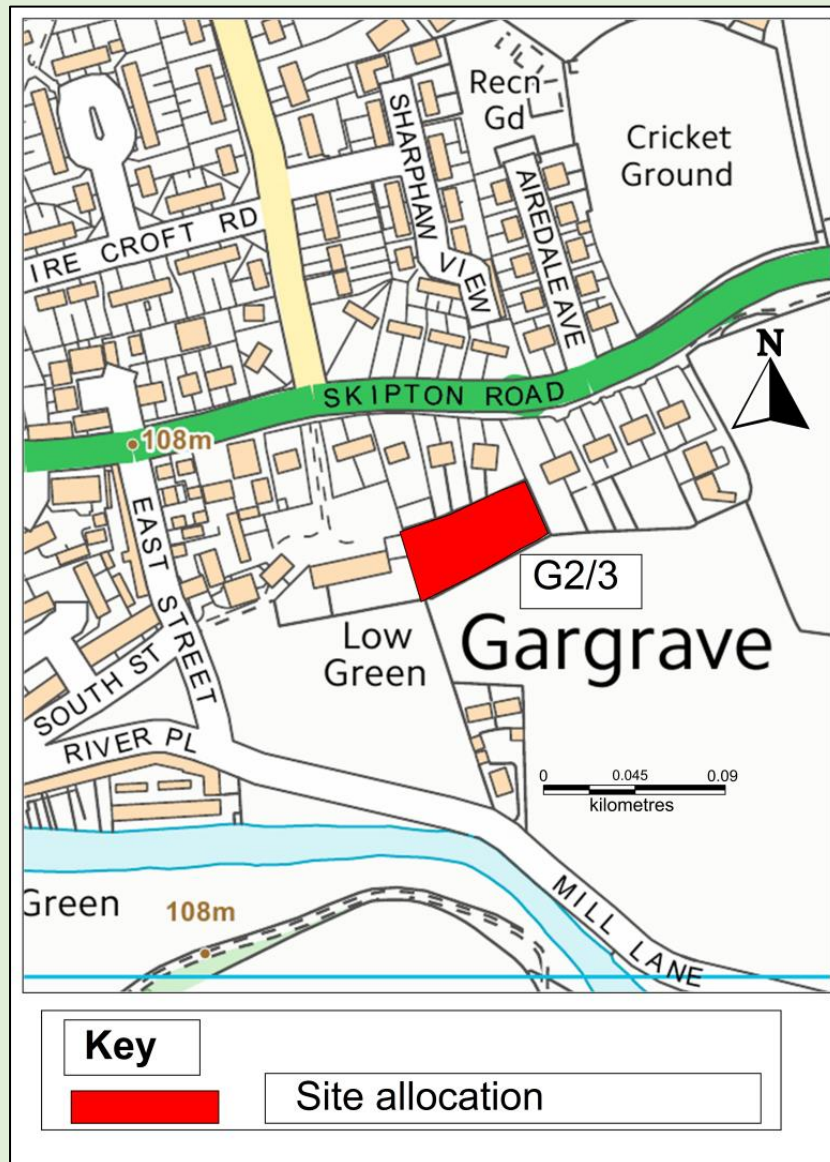 Recn
Gd
Cricket
Ground
SHARPHAW VIEW
AIREDALE AVE
IRE CROFT RD
N
SKIPTON ROAD
108m
EAST STREET
G2/3
Low
Green
Gargrave
SOUTH ST
RIVER PL
0 0.045 0.09
kilometres
Green
108m
MILL LANE
Key
Site allocation